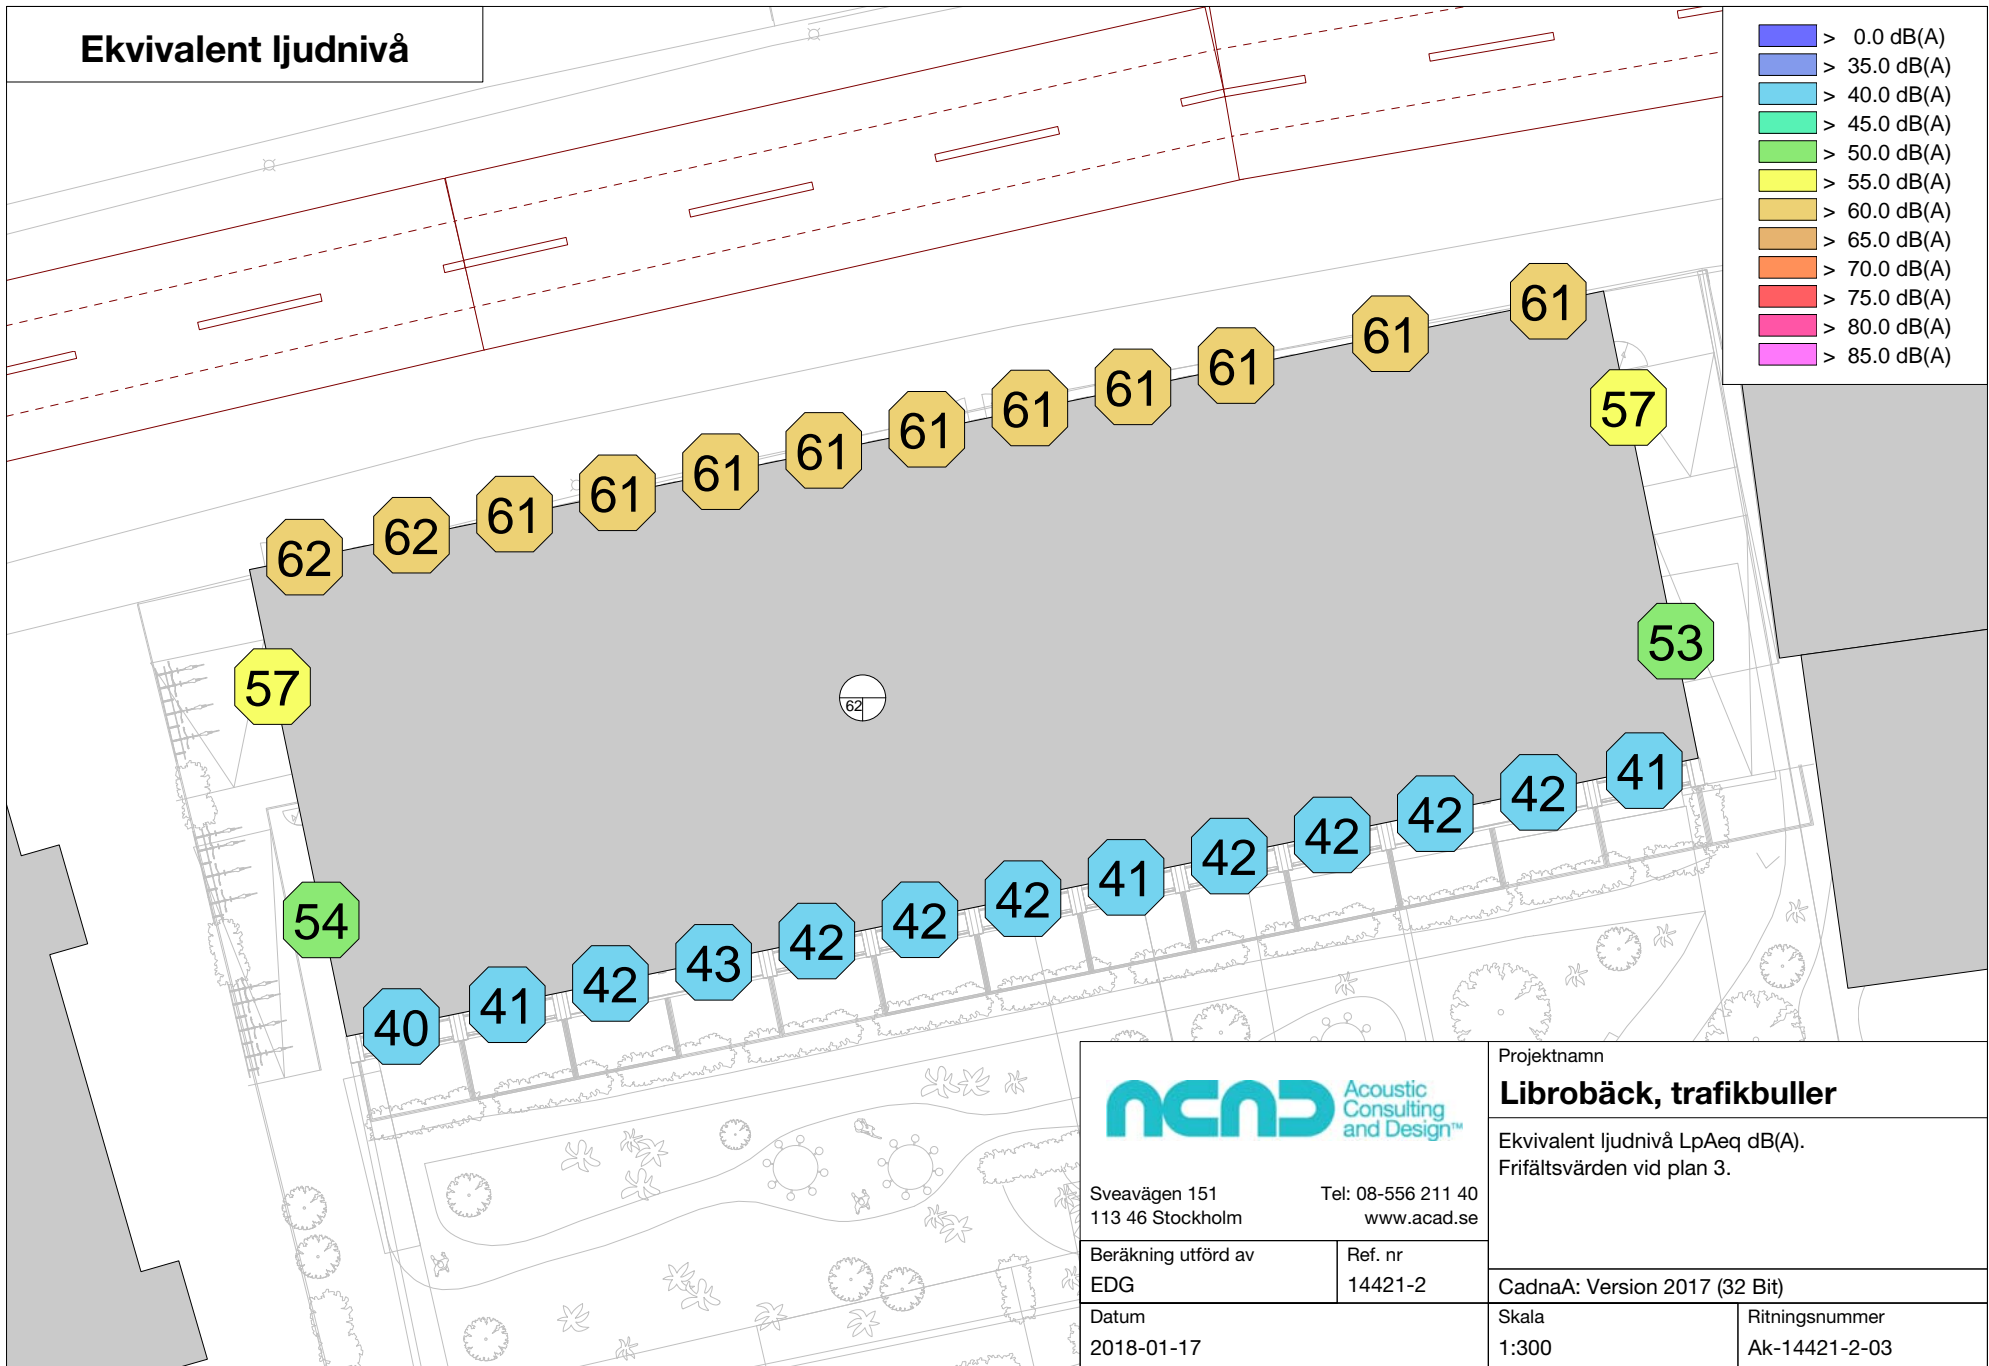 Ekvivalent ljudnivå
> 0.0 dB(A)
> 35.0 dB(A)
> 40.0 dB(A)
> 45.0 dB(A)
> 50.0 dB(A)
> 55.0 dB(A)
> 60.0 dB(A)
> 65.0 dB(A)
> 70.0 dB(A)
> 75.0 dB(A)
> 80.0 dB(A)
> 85.0 dB(A)
62 62 61 61 61 61 61 61 61 61 61 61
57
57
53
62
54
40 41 42 43 42 42 42 41 42 42 42 42 41
ACAD
Acoustic
Consulting
and Design™
Sveavägen 151 Tel: 08-556 211 40
113 46 Stockholm www.acad.se
Projektnamn
Librobäck, trafikbuller
Ekvivalent ljudnivå LpAeq dB(A).
Frifältsvärden vid plan 3.
Beräkning utförd av
EDG
Ref. nr
14421-2
CadnaA: Version 2017 (32 Bit)
Datum
2018-01-17
Skala
1:300
Ritningsnummer
Ak-14421-2-03